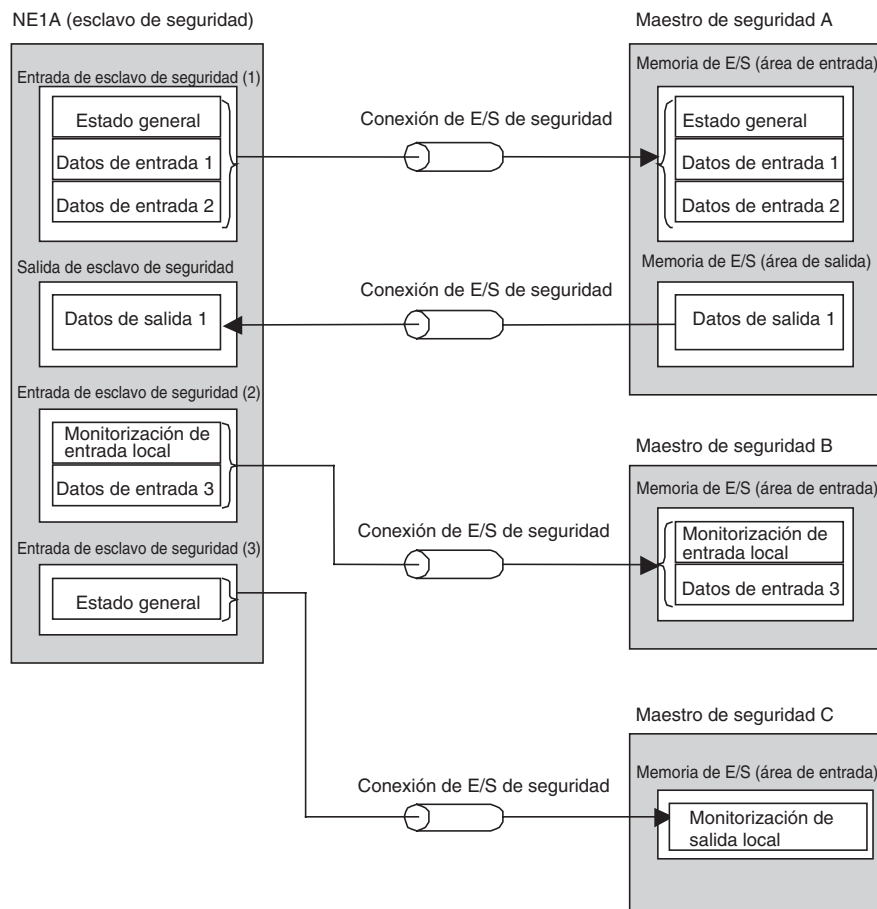 NE1A (esclavo de seguridad)
Entrada de esclavo de seguridad (1)
Estado general
Datos de entrada 1
Datos de entrada 2
Salida de esclavo de seguridad
Datos de salida 1
Entrada de esclavo de seguridad (2)
Monitorización de
entrada local
Datos de entrada 3
Entrada de esclavo de seguridad (3)
Estado general
Conexión de E/S de seguridad
Conexión de E/S de seguridad
Conexión de E/S de seguridad
Conexión de E/S de seguridad
Maestro de seguridad A
Memoria de E/S (área de entrada)
Estado general
Datos de entrada 1
Datos de entrada 2
Memoria de E/S (área de salida)
Datos de salida 1
Maestro de seguridad B
Memoria de E/S (área de entrada)
Monitorización de
entrada local
Datos de entrada 3
Maestro de seguridad C
Memoria de E/S (área de entrada)
Monitorización de
salida local